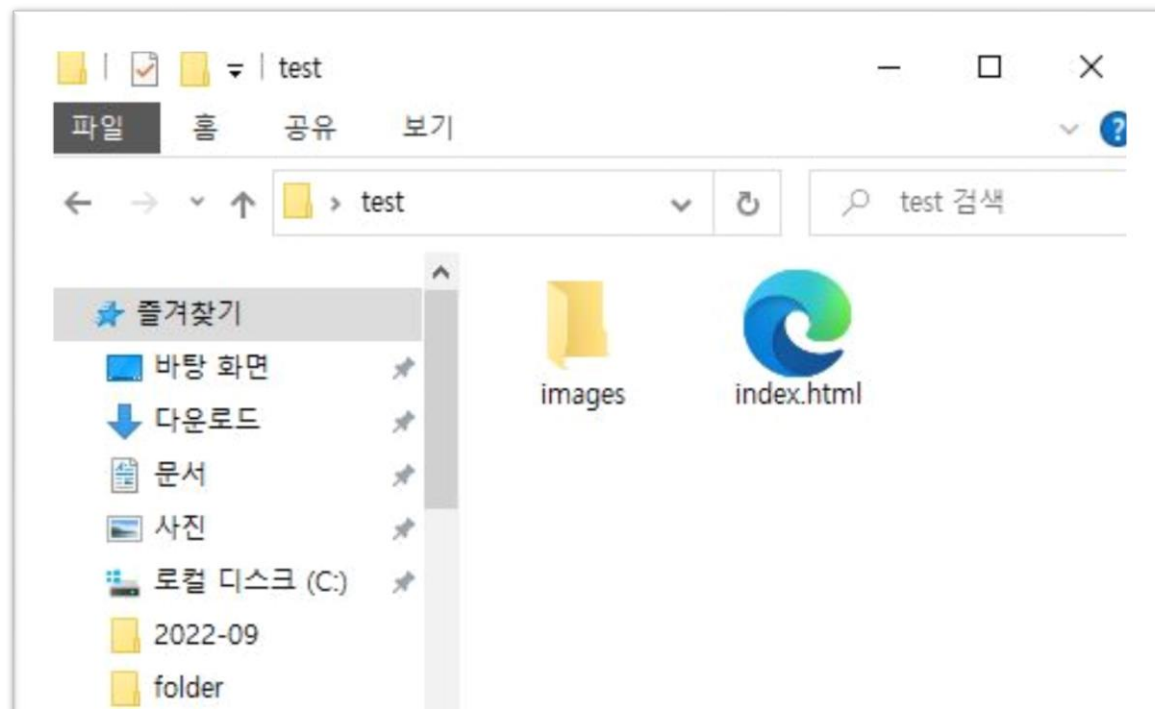 test
파일 홈 공유 보기
test test 검색
즐겨찾기
바탕 화면
다운로드
문서
사진
로컬 디스크 (C:)
2022-09
folder
images index.html